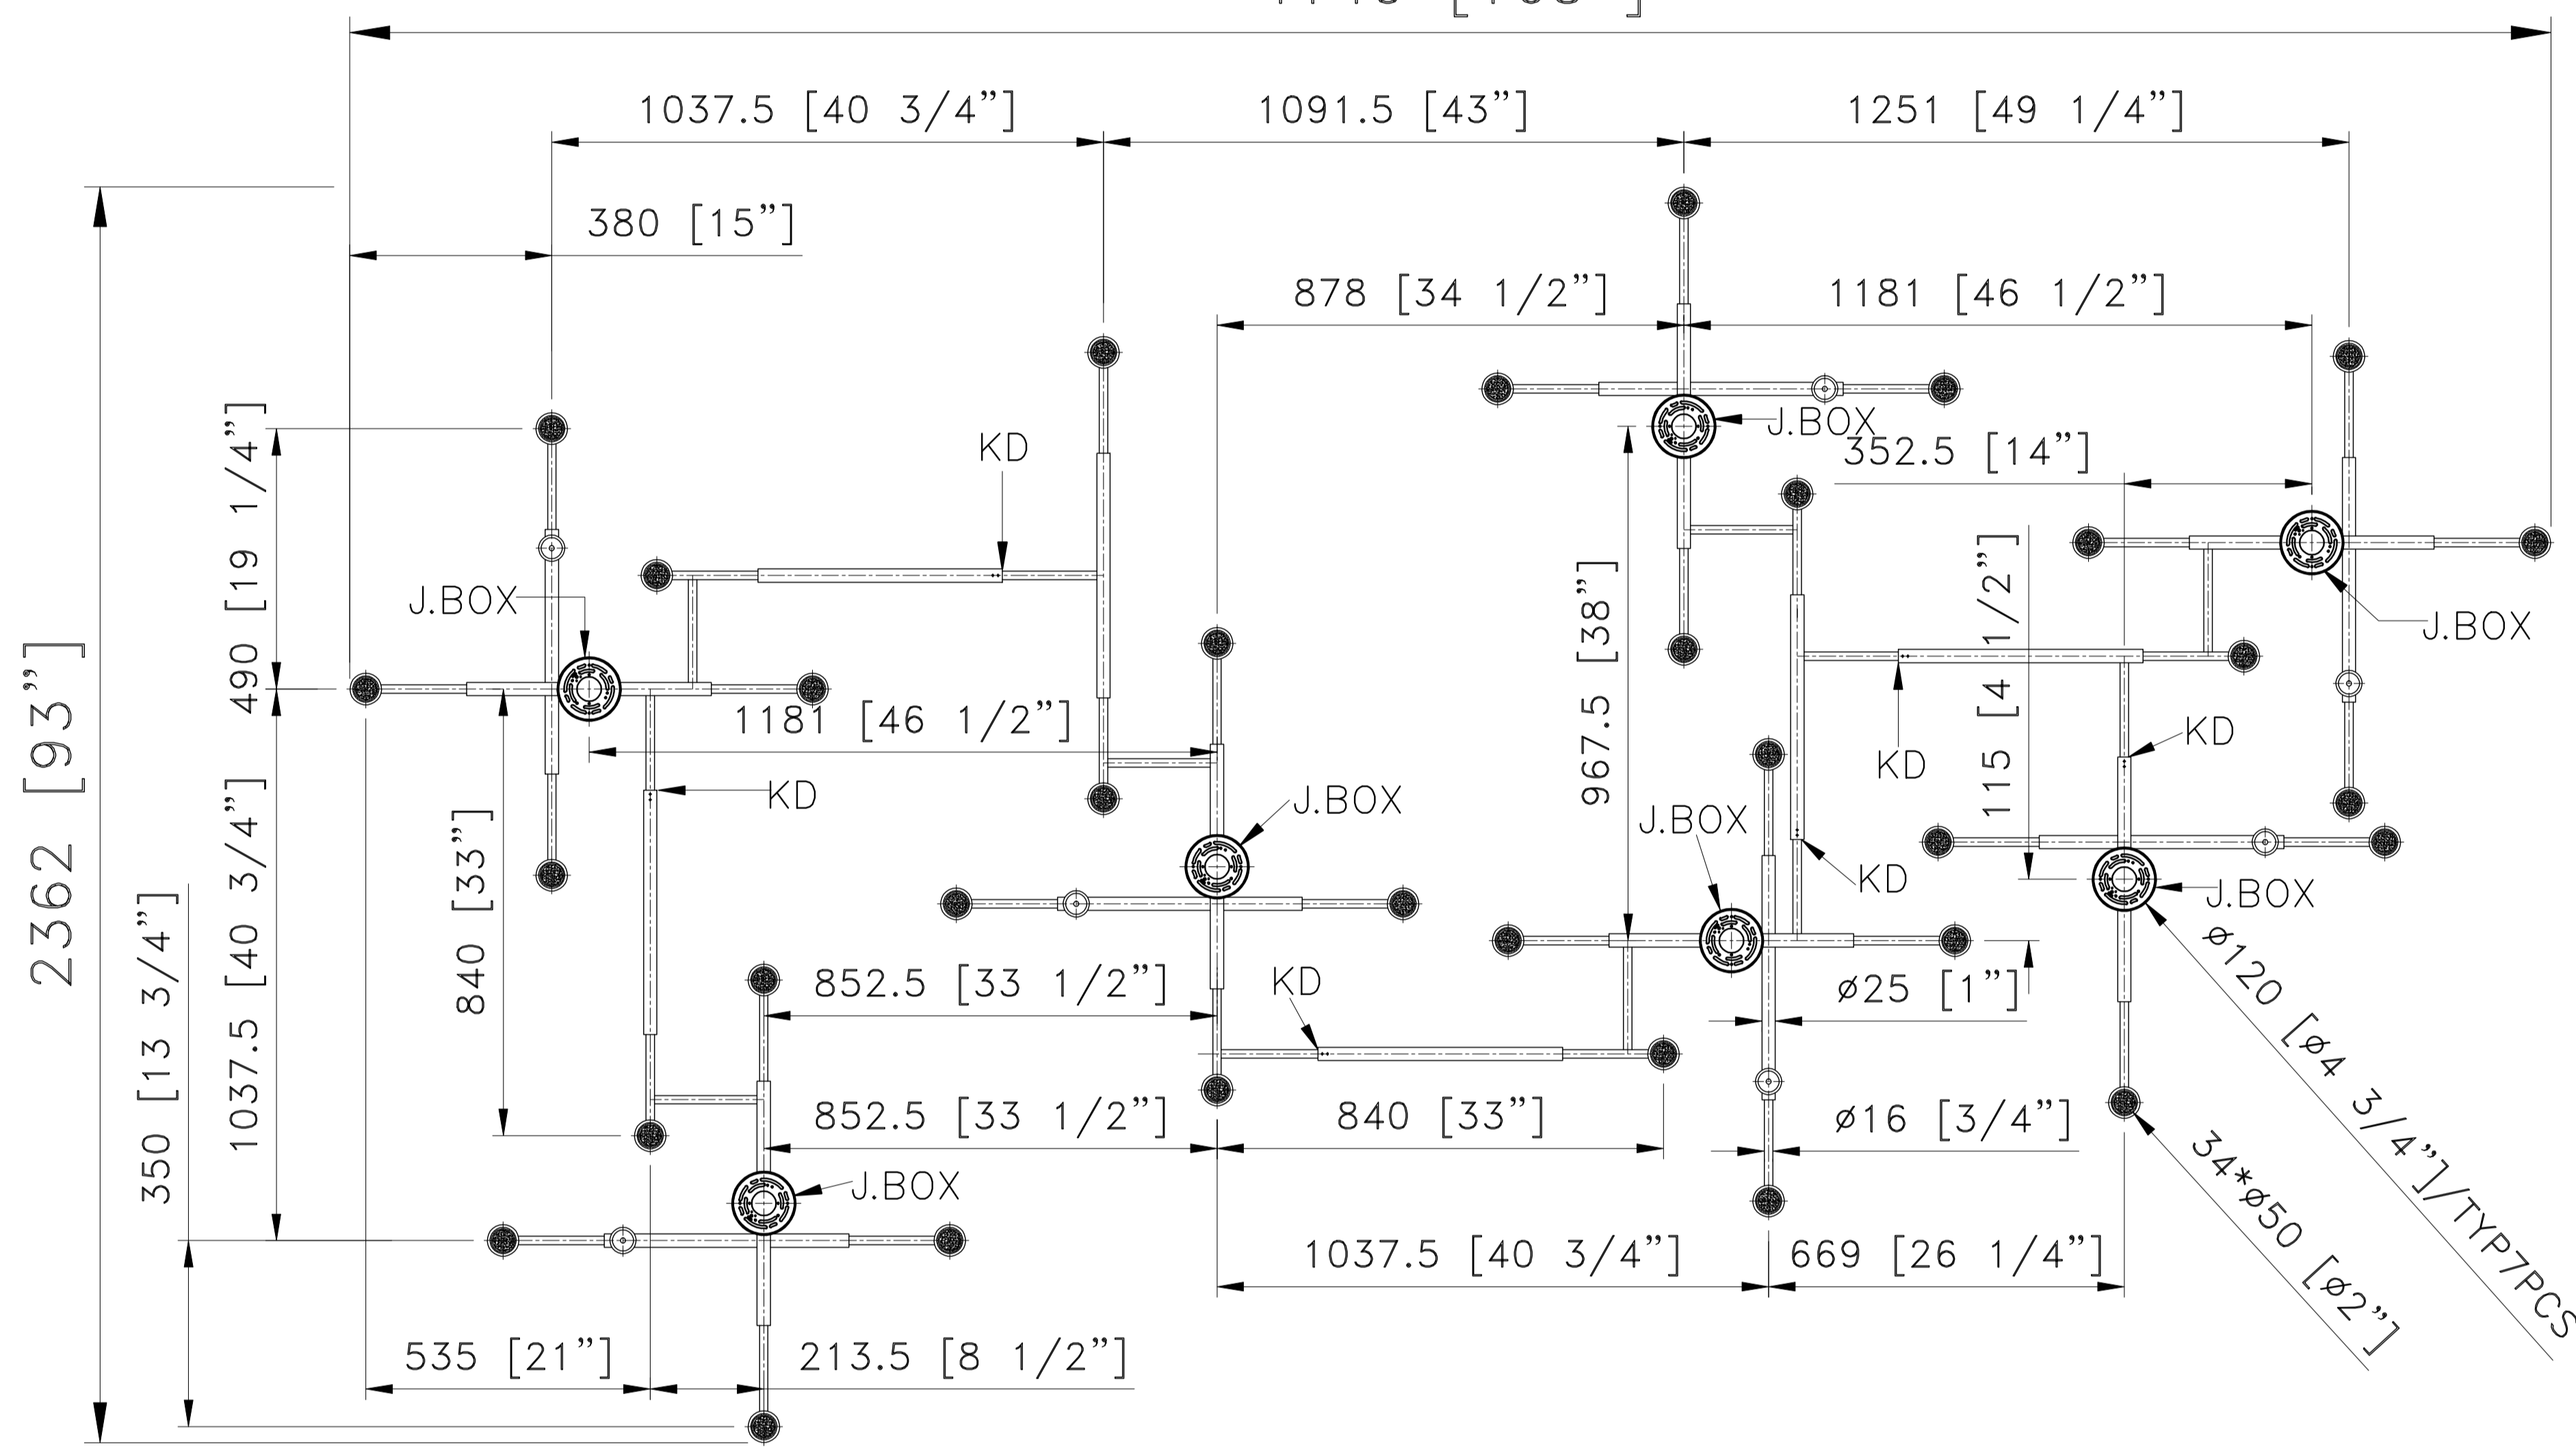 1037.5 [40 3/4”]
1091.5 [43”]
1251 [49 1/4”]
380 [15”]
878 [34 1/2”]
1181 [46 1/2”]
J.BOX
352.5 [14”]
KD
490 [19 1/4”]
J.BOX
J.BOX
2362 [93”]
1181 [46 1/2”]
967.5 [38”]
115 [4 1/2”]
KD
KD
KD
J.BOX
J.BOX
1037.5 [40 3/4”]
840 [33”]
KD
J.BOX
350 [13 3/4”]
852.5 [33 1/2”]
KD
ø25 [1”]
ø120 [ø4 3/4”]/TYP7PCS
852.5 [33 1/2”]
840 [33”]
ø16 [3/4”]
34*ø50 [ø2”]
J.BOX
1037.5 [40 3/4”]
669 [26 1/4”]
535 [21”]
213.5 [8 1/2”]